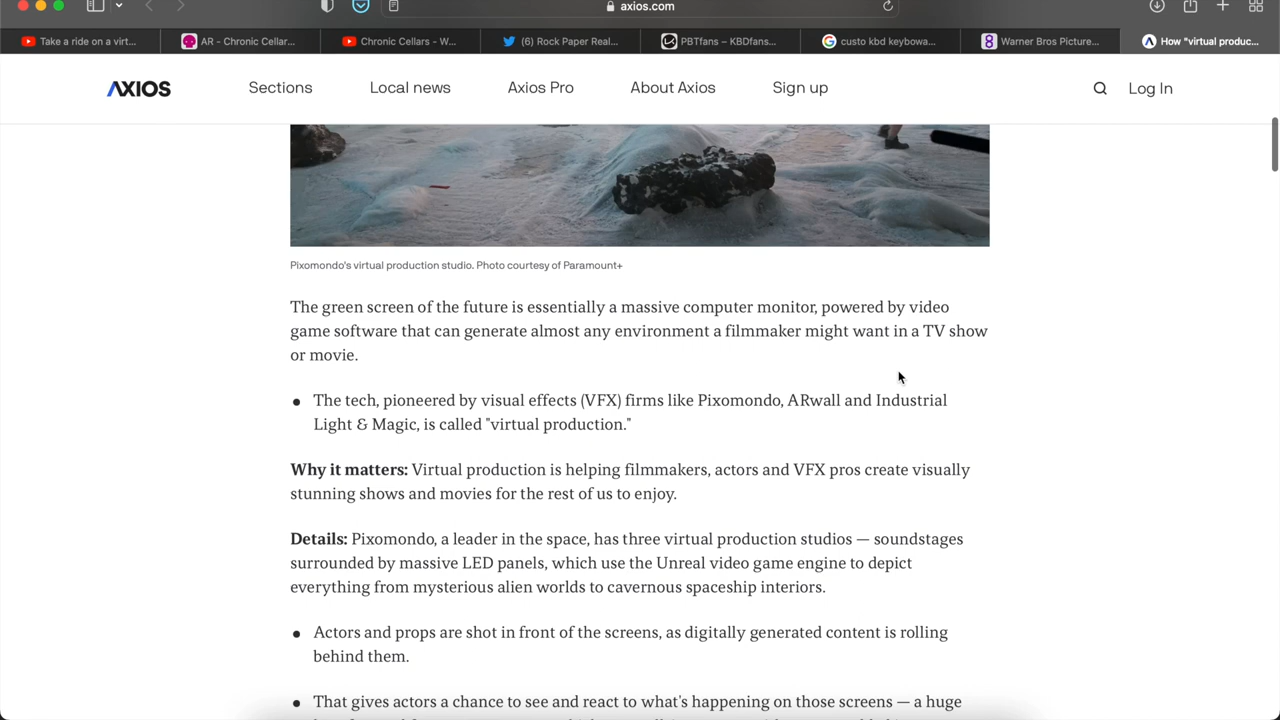 axios.com
Take a ride on a virt...
AR - Chronic Cellar...
Chronic Cellars - W...
(6) Rock Paper Real...
PBTfans – KBDfans...
custo kbd keybowa...
Warner Bros Picture...
How "virtual produc...
AXIOS
Sections
Local news
Axios Pro
About Axios
Sign up
Log In
Pixomondo's virtual production studio. Photo courtesy of Paramount+
The green screen of the future is essentially a massive computer monitor, powered by video
game software that can generate almost any environment a filmmaker might want in a TV show
or movie.
The tech, pioneered by visual effects (VFX) firms like Pixomondo, ARwall and Industrial
Light & Magic, is called "virtual production."
Why it matters: Virtual production is helping filmmakers, actors and VFX pros create visually
stunning shows and movies for the rest of us to enjoy.
Details: Pixomondo, a leader in the space, has three virtual production studios — soundstages
surrounded by massive LED panels, which use the Unreal video game engine to depict
everything from mysterious alien worlds to cavernous spaceship interiors.
Actors and props are shot in front of the screens, as digitally generated content is rolling
behind them.
That gives actors a chance to see and react to what's happening on those screens — a huge